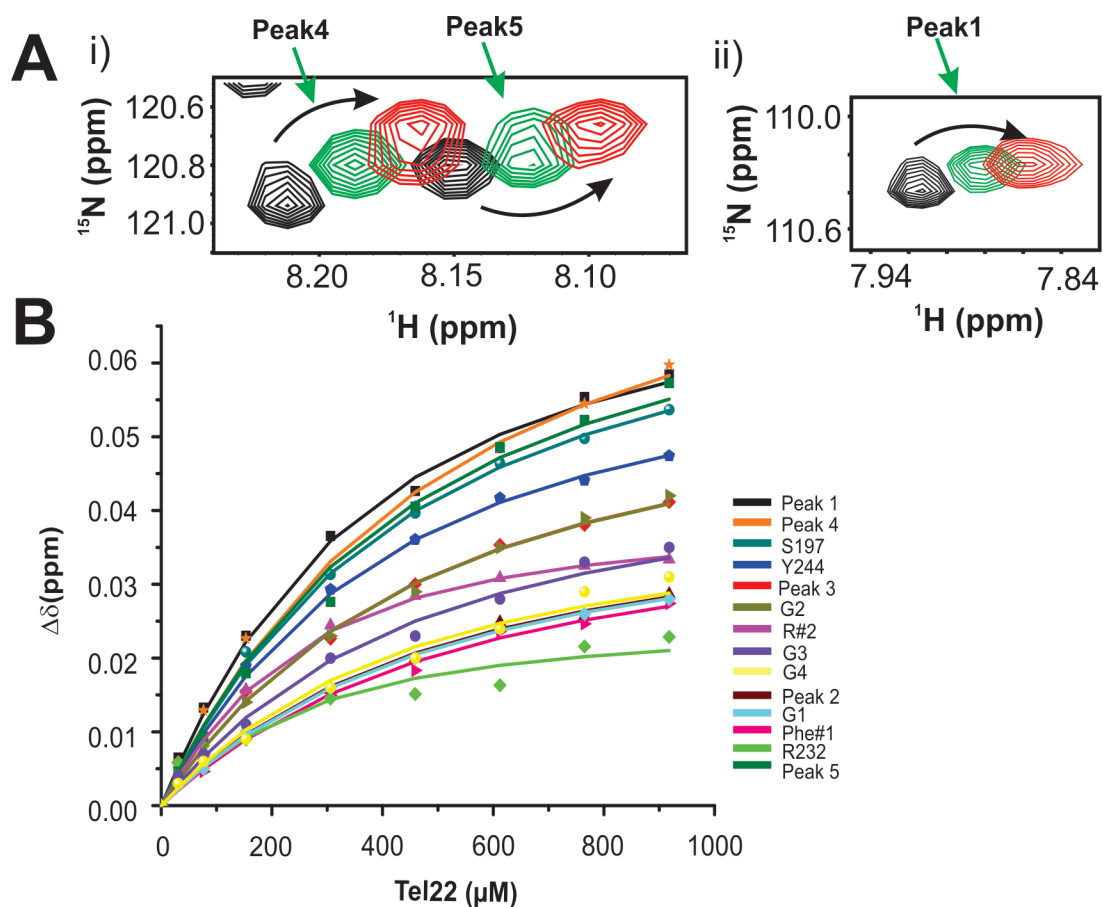 A
i)
Peak4
Peak5
120.6
120.8
121.0
15N (ppm)
8.20
8.15
8.10
1H (ppm)
ii)
Peak1
110.0
110.6
15N (ppm)
7.94
7.84
1H (ppm)
B
0.06
0.05
0.04
0.03
0.02
0.01
0.00
Δδ(ppm)
0
200
400
600
800
1000
Tel22 (μM)
Peak 1
Peak 4
S197
Y244
Peak 3
G2
R#2
G3
G4
Peak 2
G1
Phe#1
R232
Peak 5